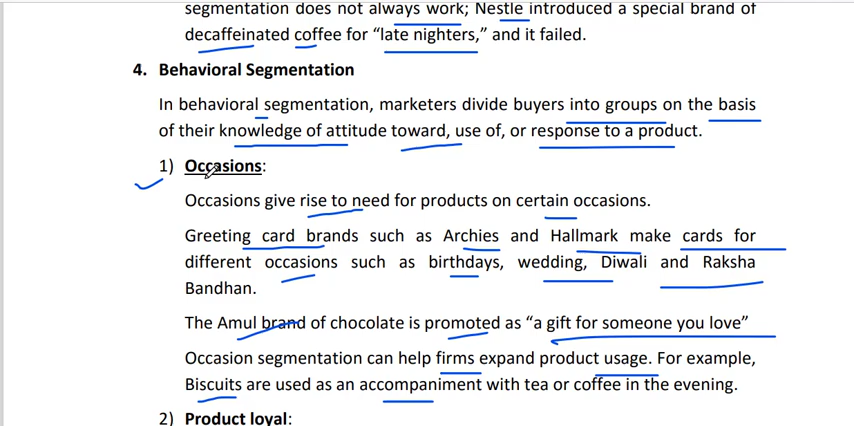 segmentation does not always work; Nestle introduced a special brand of
decaffeinated coffee for “late nighters,” and it failed.
4. Behavioral Segmentation
In behavioral segmentation, marketers divide buyers into groups on the basis
of their knowledge of attitude toward, use of, or response to a product.
1) Occasions:
Occasions give rise to need for products on certain occasions.
Greeting card brands such as Archies and Hallmark make cards for
different occasions such as birthdays, wedding, Diwali and Raksha
Bandhan.
The Amul brand of chocolate is promoted as “a gift for someone you love”
Occasion segmentation can help firms expand product usage. For example,
Biscuits are used as an accompaniment with tea or coffee in the evening.
2) Product loyal: